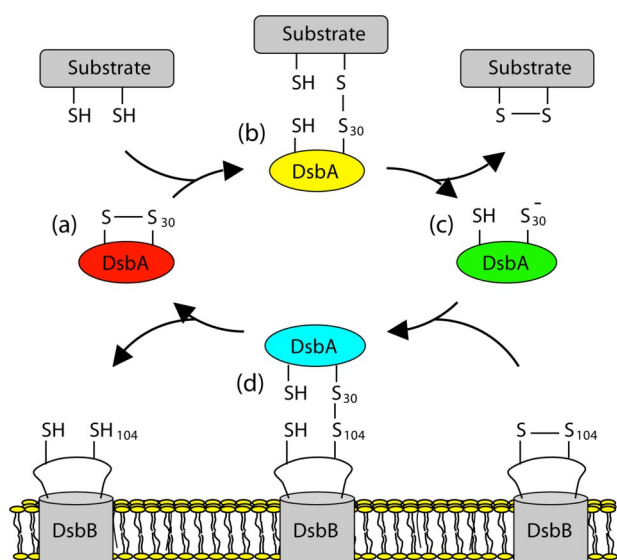 Substrate
SH SH
Substrate
SH S
SH S30
(b)
DsbA
Substrate
S S
(a)
S S30
DsbA
(c)
SH S30-
DsbA
DsbA
(d)
SH S30
SH S104
SH SH104
S S104
DsbB
DsbB
DsbB